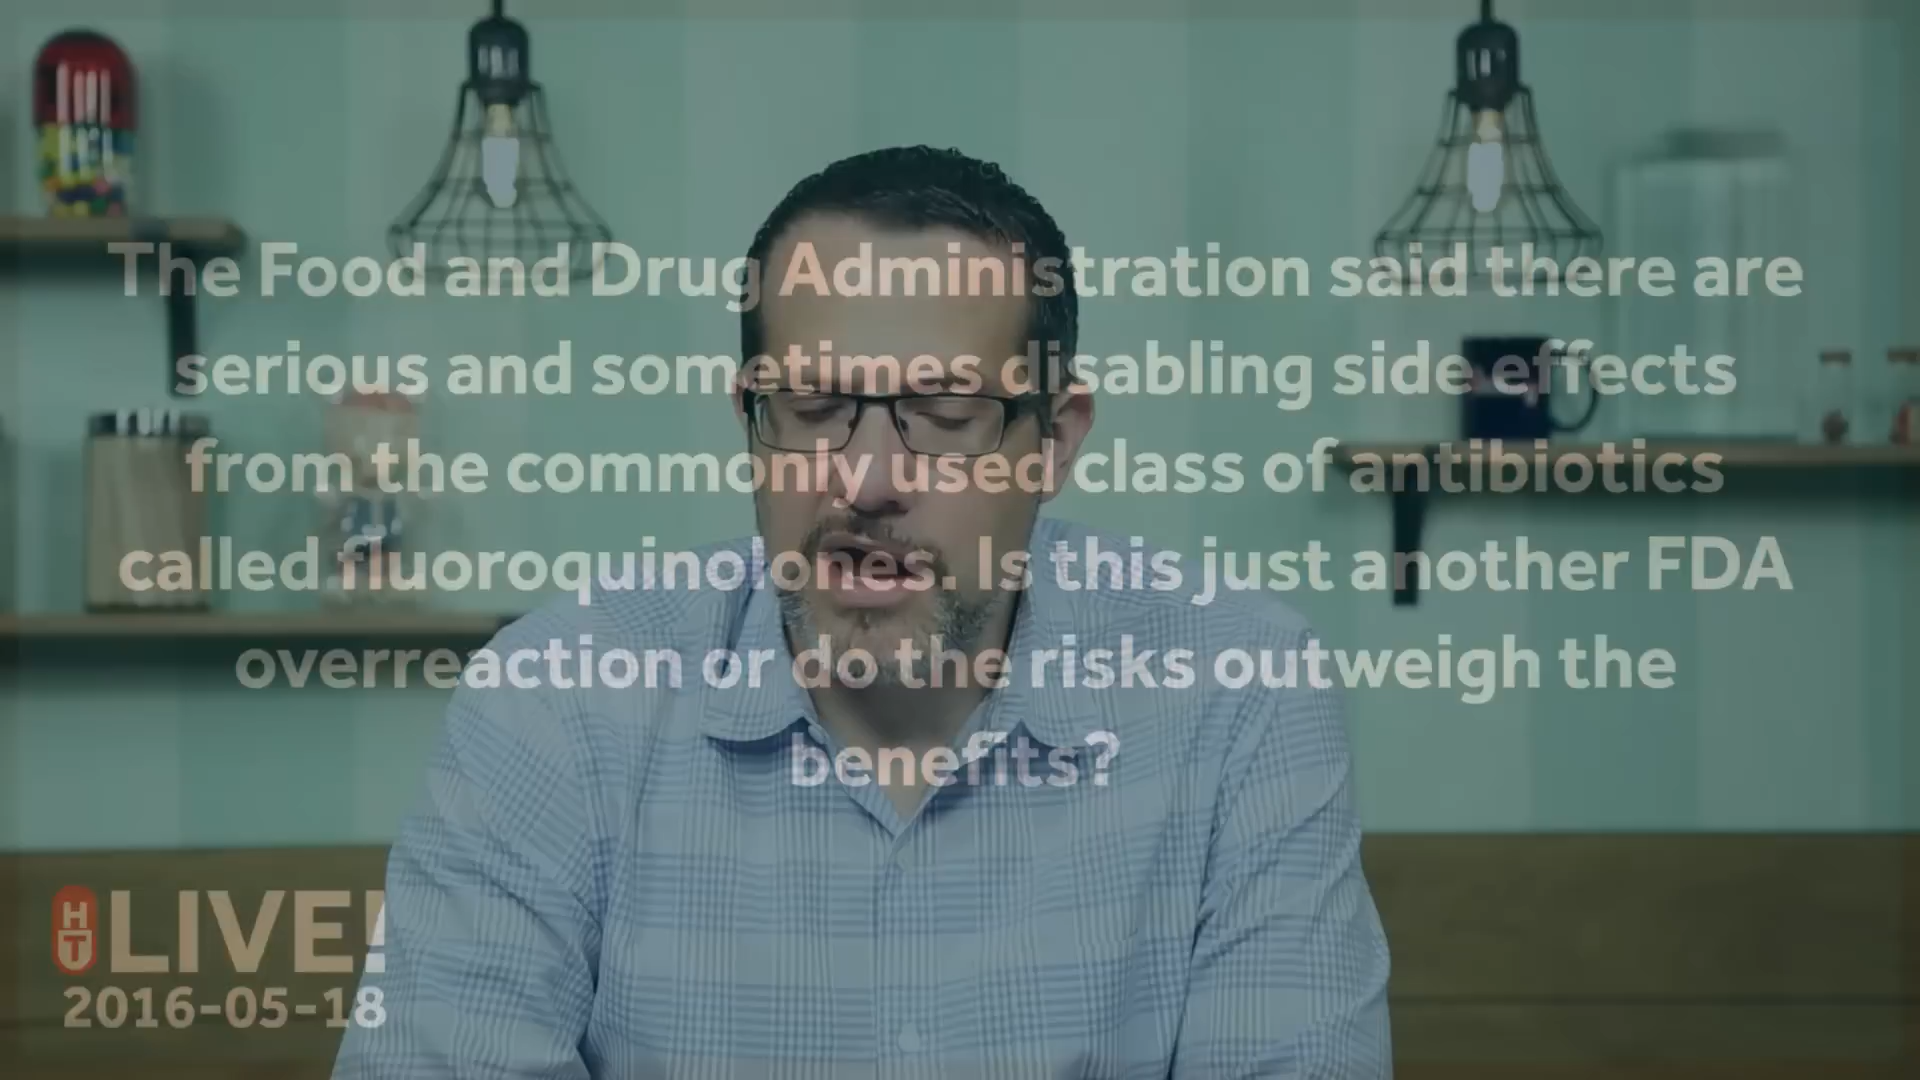 The Food and Drug Administration said there are
serious and sometimes disabling side effects
from the commonly used class of antibiotics
called fluoroquinolones. Is this just another FDA
overreaction or do the risks outweigh the
benefits?
HT LIVE!
2016-05-18